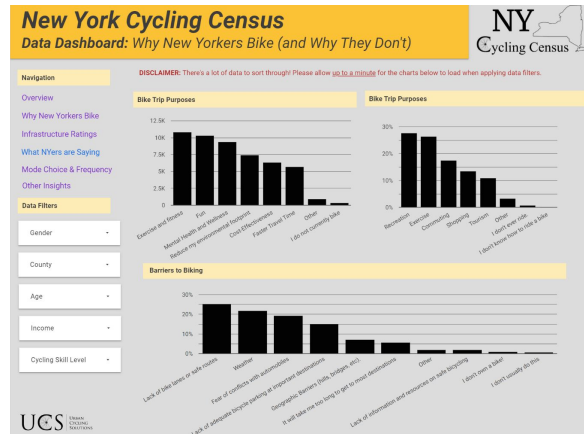 New York Cycling Census
Data Dashboard: Why New Yorkers Bike (and Why They Don't)
NY
Cycling Census
Navigation
Overview
Why New Yorkers Bike
Infrastructure Ratings
What NYers are Saying
Mode Choice & Frequency
Other Insights
Data Filters
Gender
County
Age
Income
Cycling Skill Level
UCS URBAN
CYCLING
SOLUTIONS
DISCLAIMER: There's a lot of data to sort through! Please allow up to a minute for the charts below to load when applying data filters.
Bike Trip Purposes
12.5K
10K
7.5K
5K
2.5K
0
Exercise and fitness
Fun
Mental Health and Wellness
Reduce my environmental footprint
Cost Effectiveness
Faster Travel Time
Other
I do not currently bike
Bike Trip Purposes
30%
20%
10%
0%
Recreation
Exercise
Commuting
Shopping
Tourism
Other
I don't ever ride.
I don't know how to ride a bike
Barriers to Biking
30%
20%
10%
0%
Lack of bike lanes or safe routes
Weather
Fear of conflicts with automobiles
Lack of adequate bicycle parking at important destinations
Geographic Barriers (hills, bridges, etc).
It will take me too long to get to most destinations
Other
Lack of information and resources on safe bicycling
I don't own a bike!
I don't usually do this